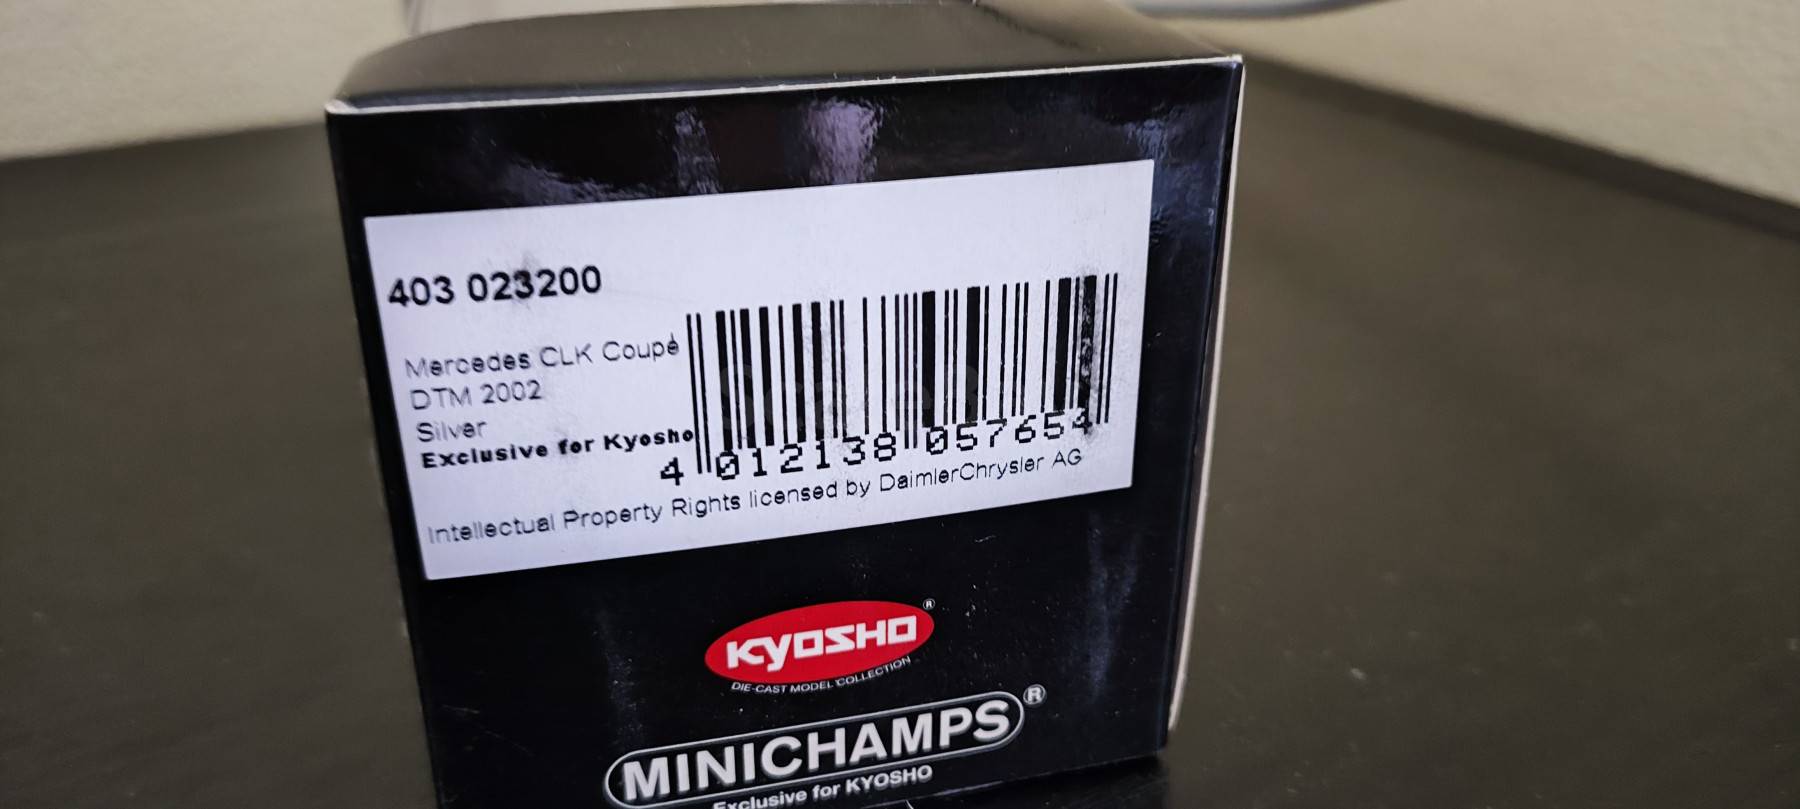 403 023200
Mercedes CLK Coupé
DTM 2002
Silver
Exclusive for Kyosho
4 012138 057654
Intellectual Property Rights licensed by DaimlerChrysler AG
KYOSHO®
DIE-CAST MODEL COLLECTION
MINICHAMPS®
Exclusive for KYOSHO